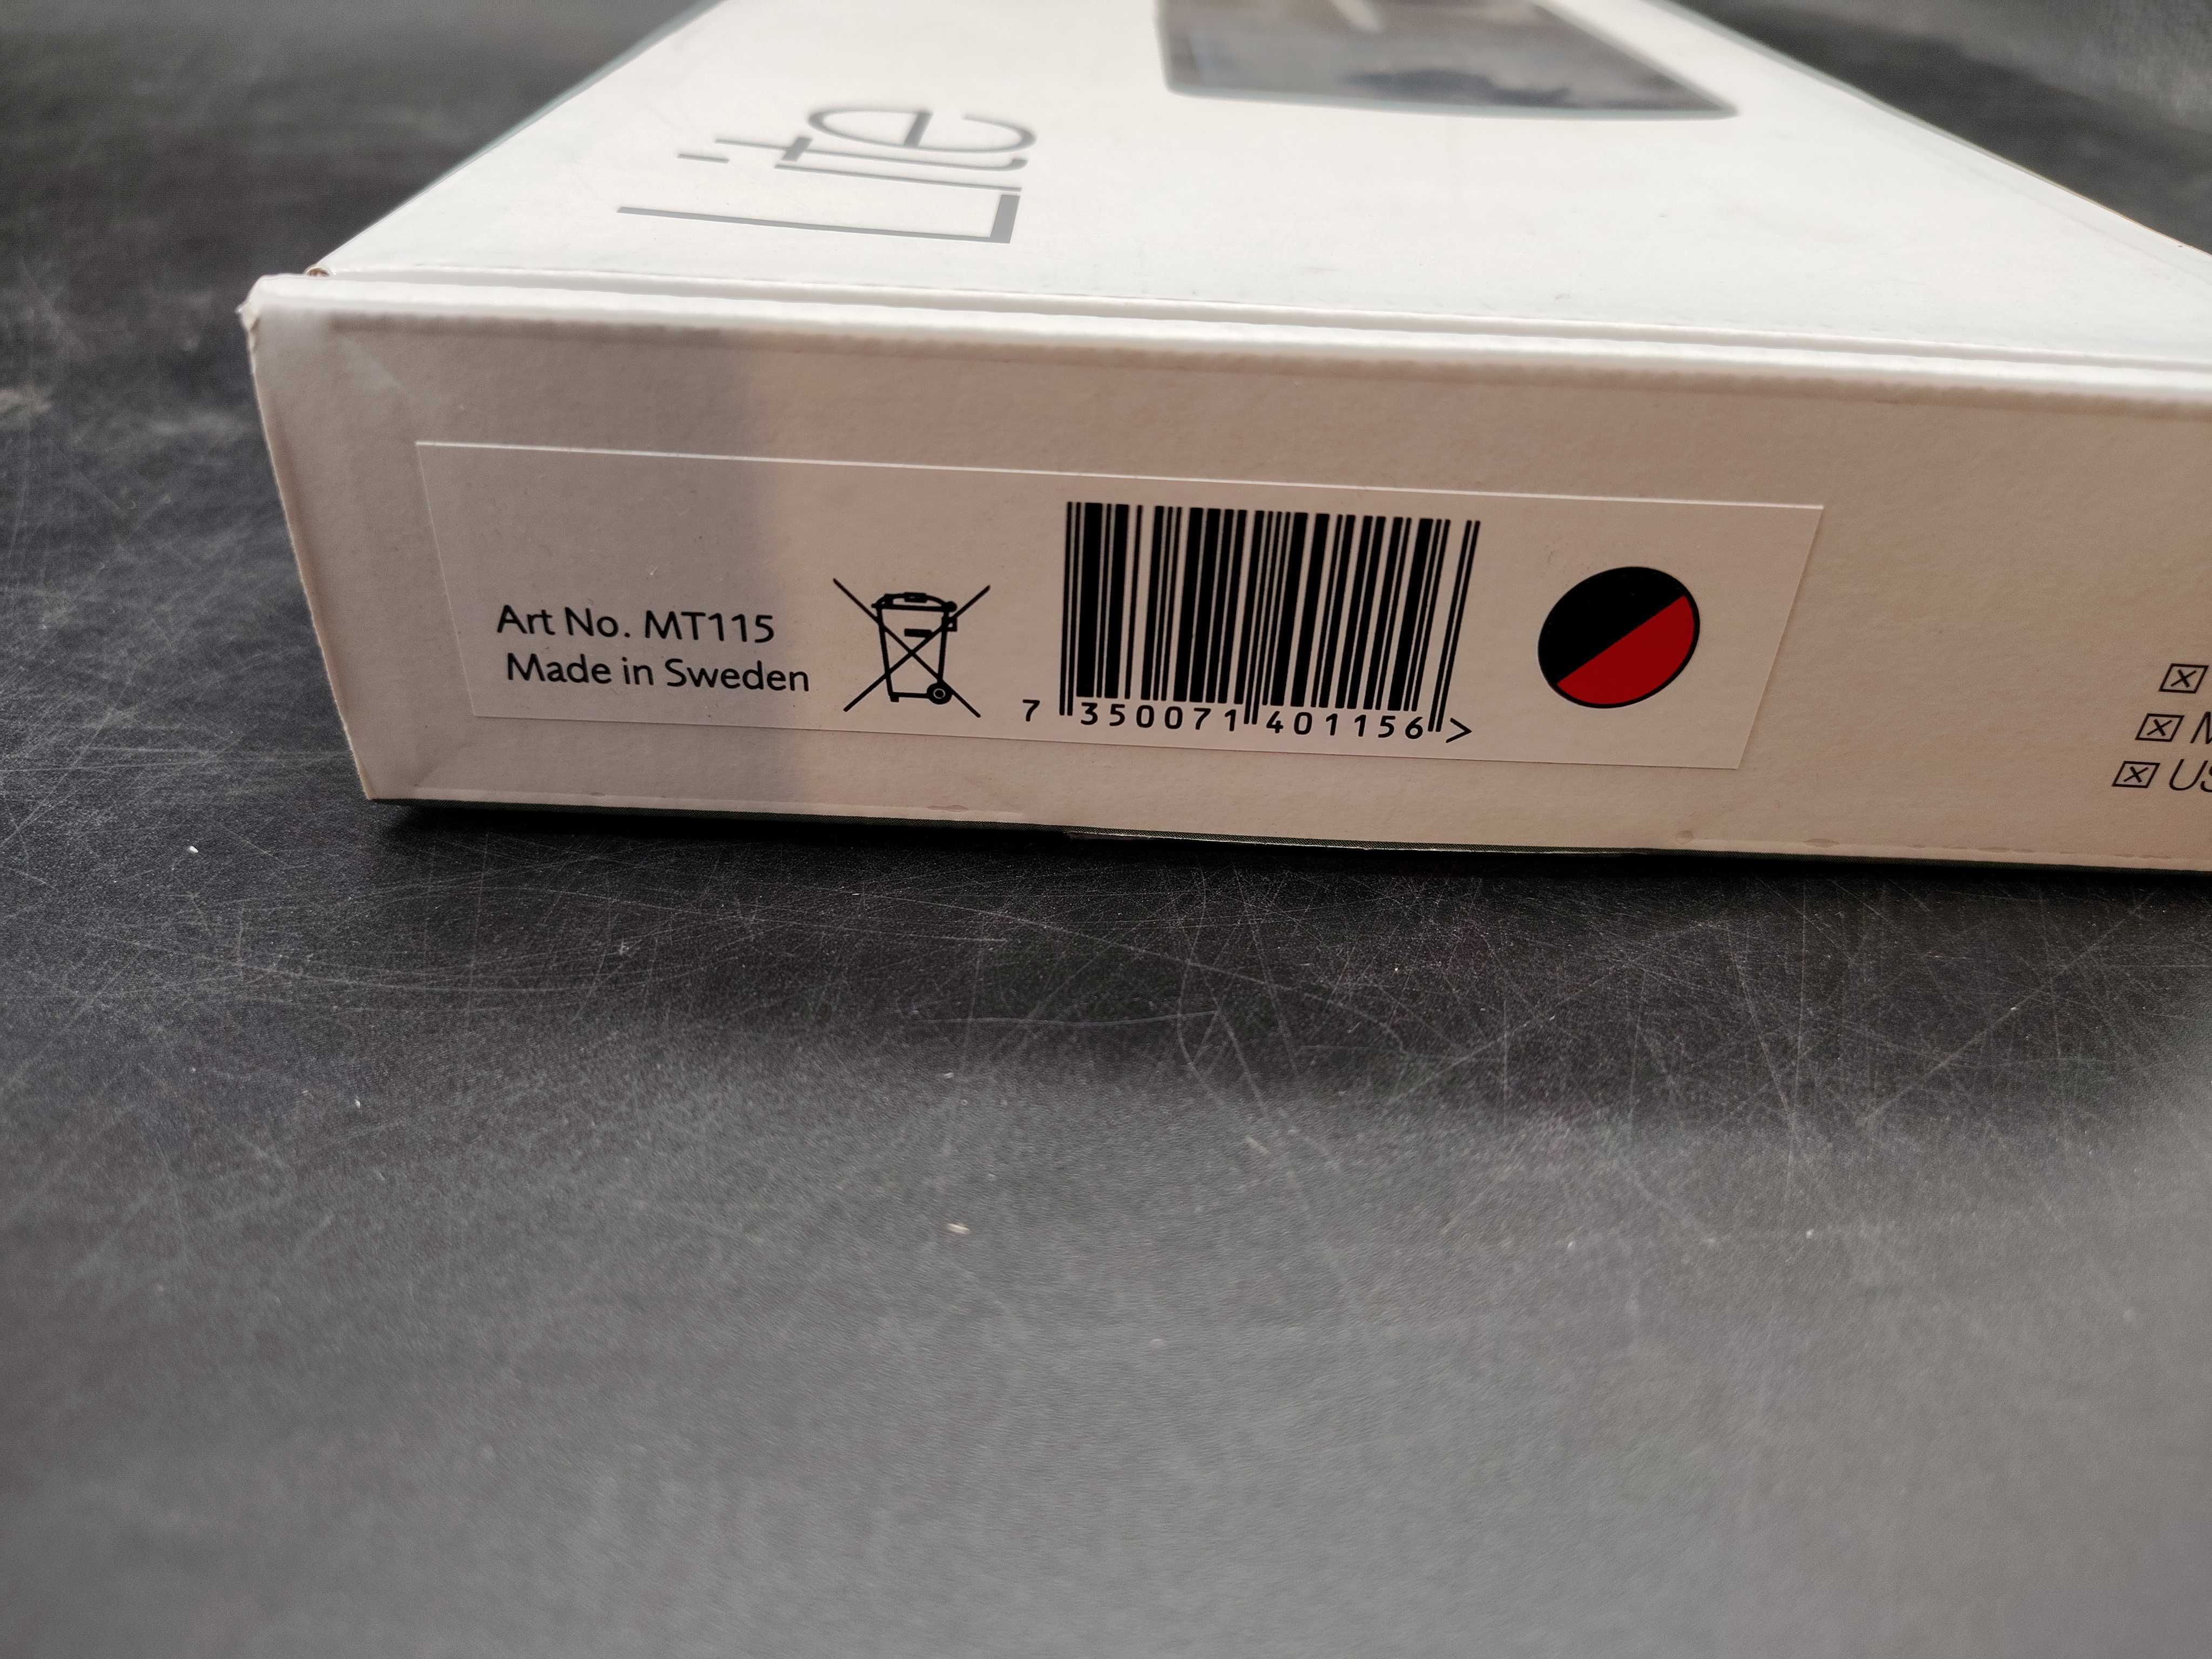 Lite
Art No. MT115
Made in Sweden
7 350071 401156 >